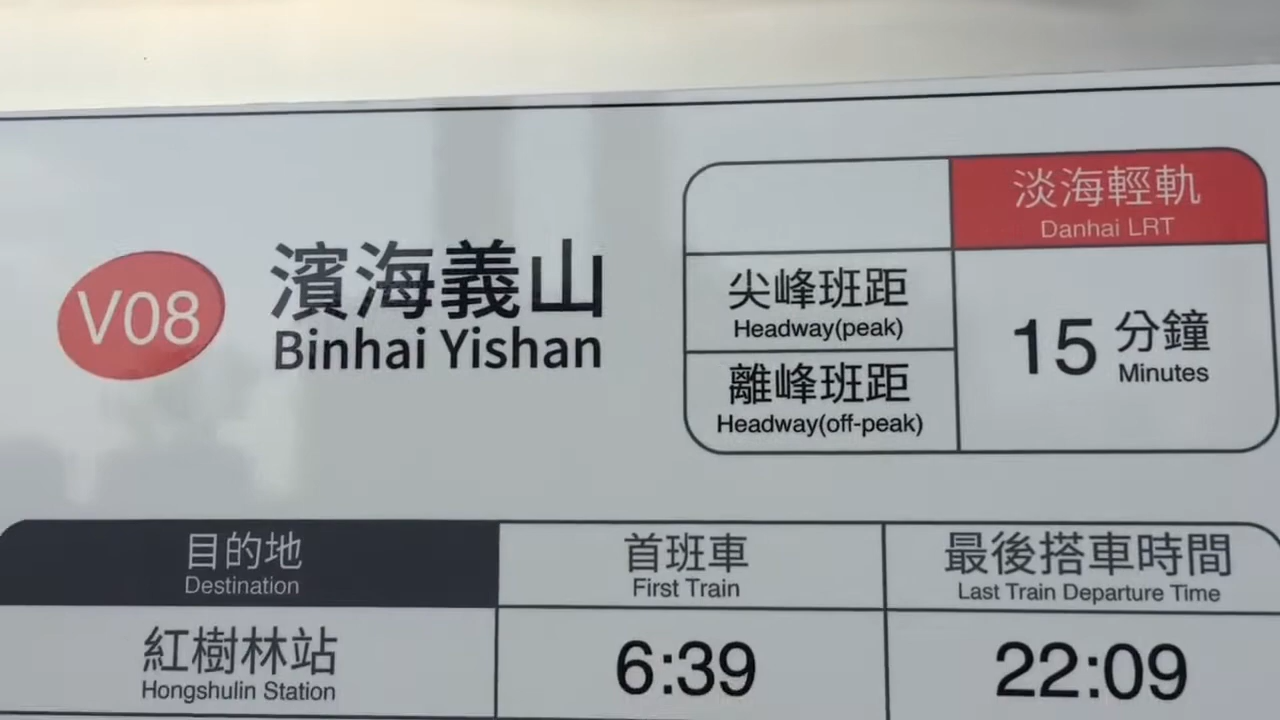 V08
濱海義山
Binhai Yishan
淡海輕軌
Danhai LRT
尖峰班距
Headway(peak)
離峰班距
Headway(off-peak)
15 分鐘
Minutes
目的地
Destination
首班車
First Train
最後搭車時間
Last Train Departure Time
紅樹林站
Hongshulin Station
6:39
22:09